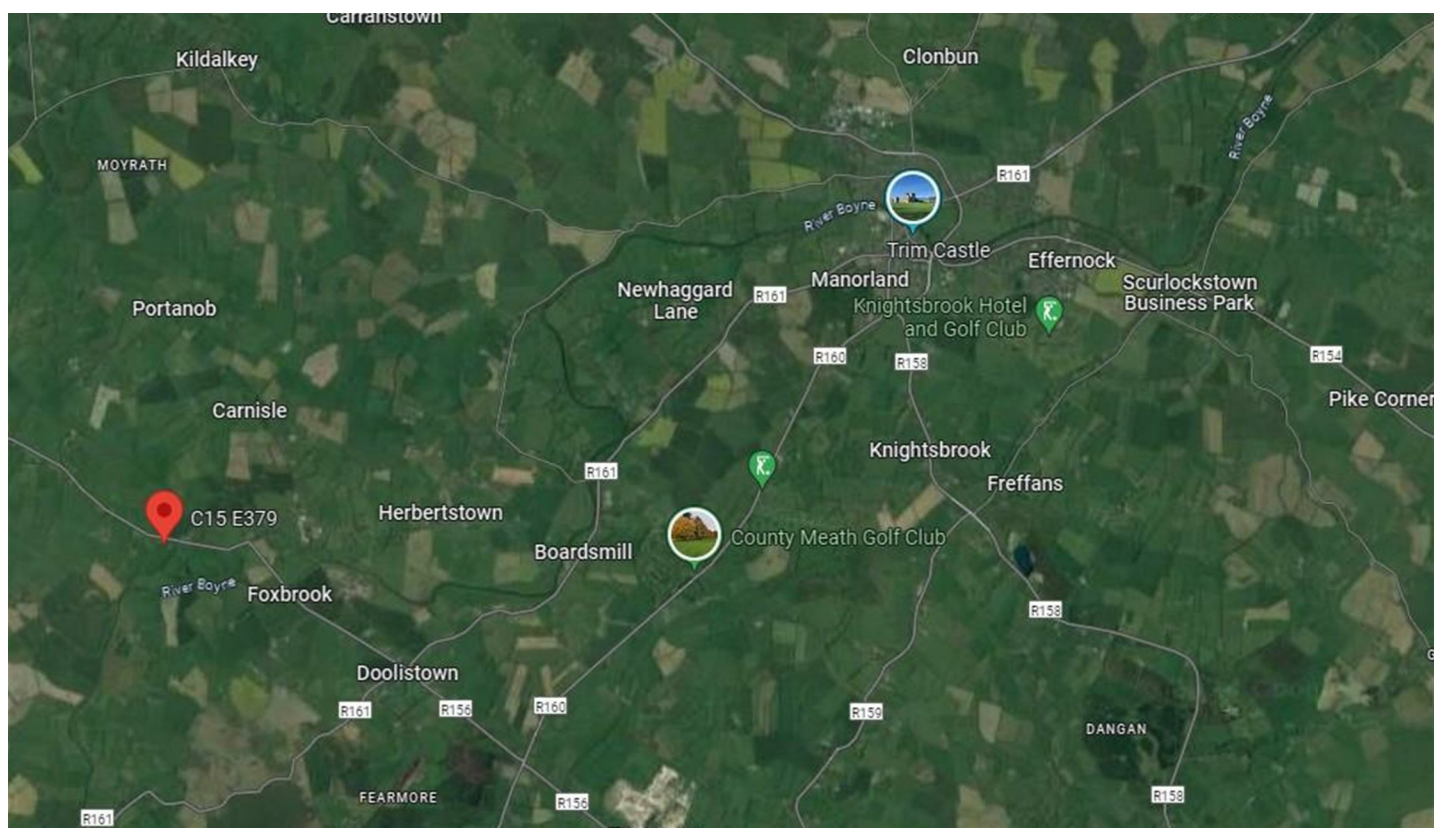 Carranstown
Kildalkey
Clonbun
River Boyne
MOYRATH
R161
River Boyne
Trim Castle
Effernock
Manorland
Scurlockstown
Business Park
Newhaggard
Lane
R161
Knightsbrook Hotel
and Golf Club
Portanob
R160
R158
R154
Pike Corner
Carnisle
Knightsbrook
R161
Freffans
Herbertstown
C15 E379
County Meath Golf Club
Boardsmill
River Boyne
Foxbrook
R158
Doolistown
R161
R156
R160
R159
DANGAN
FEARMORE
R156
R158
R161